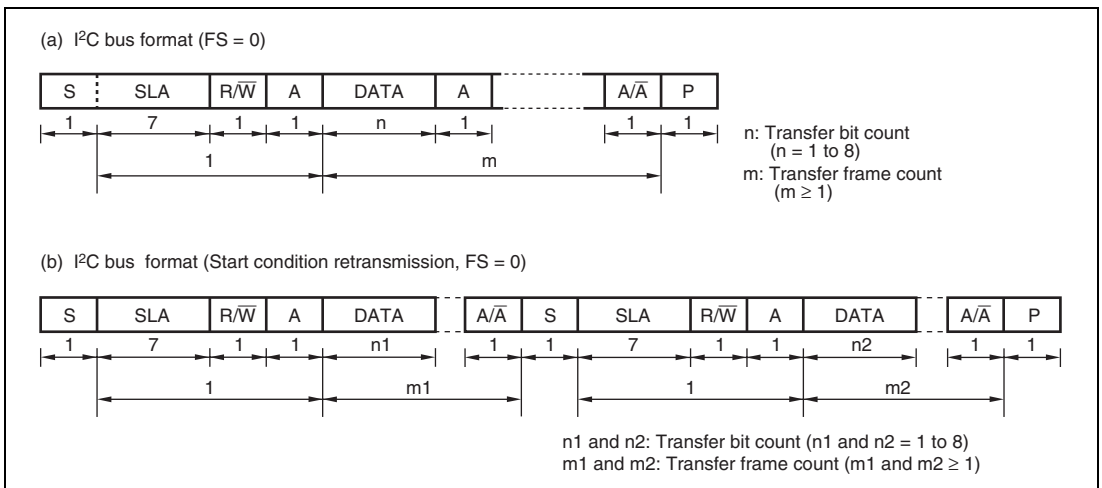 (a) I²C bus format (FS = 0)
S SLA R/W̅ A DATA A A/A̅ P
1 7 1 1 n 1 1 1
1 m
n: Transfer bit count
(n = 1 to 8)
m: Transfer frame count
(m ≥ 1)
(b) I²C bus format (Start condition retransmission, FS = 0)
S SLA R/W̅ A DATA A/A̅ S SLA R/W̅ A DATA A/A̅ P
1 7 1 1 n1 1 1 7 1 1 n2 1 1
1 m1 1 m2
n1 and n2: Transfer bit count (n1 and n2 = 1 to 8)
m1 and m2: Transfer frame count (m1 and m2 ≥ 1)